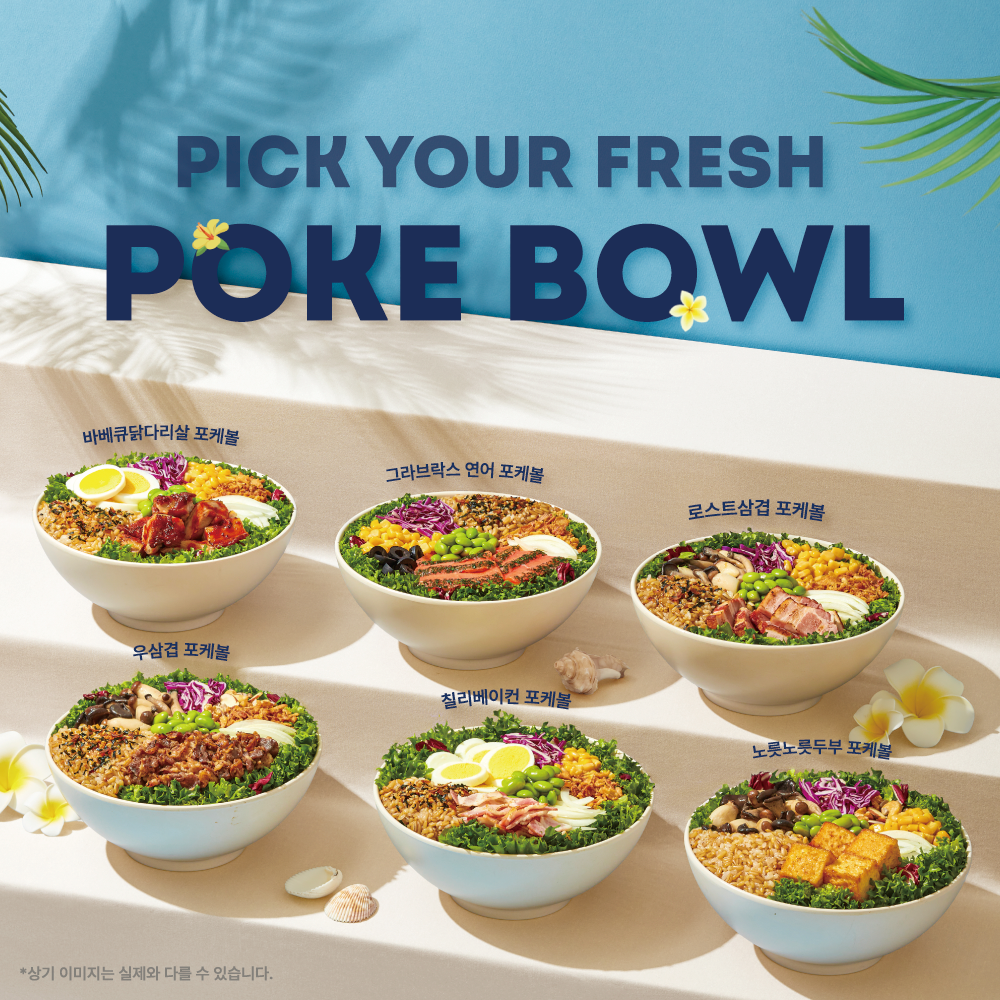 PICK YOUR FRESH
POKE BOWL
바베큐닭다리살 포케볼
그라브락스 연어 포케볼
로스트삼겹 포케볼
우삼겹 포케볼
칠리베이컨 포케볼
노릇노릇두부 포케볼
*상기 이미지는 실제와 다를 수 있습니다.